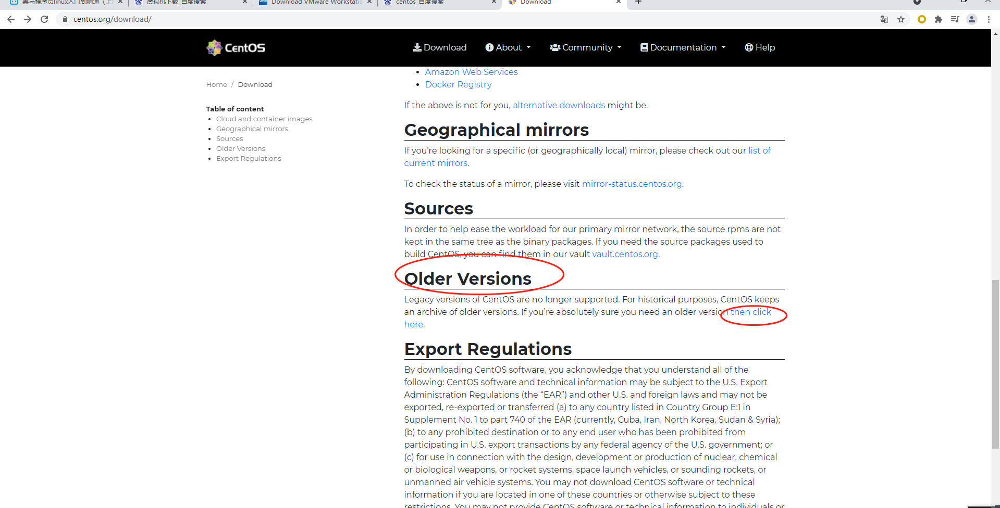 黑马程序员linux入门到精通（上
虚拟机下载_百度搜索
Download VMware Workstatio
centos_百度搜索
Download
centos.org/download/
CentOS
Download
About
Community
Documentation
Help
Home / Download
Table of content
Cloud and container images
Geographical mirrors
Sources
Older Versions
Export Regulations
Amazon Web Services
Docker Registry
If the above is not for you, alternative downloads might be.
Geographical mirrors
If you’re looking for a specific (or geographically local) mirror, please check out our list of
current mirrors.
To check the status of a mirror, please visit mirror-status.centos.org.
Sources
In order to help ease the workload for our primary mirror network, the source rpms are not
kept in the same tree as the binary packages. If you need the source packages used to
build CentOS, you can find them in our vault vault.centos.org.
Older Versions
Legacy versions of CentOS are no longer supported. For historical purposes, CentOS keeps
an archive of older versions. If you’re absolutely sure you need an older version then click
here.
Export Regulations
By downloading CentOS software, you acknowledge that you understand all of the
following: CentOS software and technical information may be subject to the U.S. Export
Administration Regulations (the “EAR”) and other U.S. and foreign laws and may not be
exported, re-exported or transferred (a) to any country listed in Country Group E:1 in
Supplement No. 1 to part 740 of the EAR (currently, Cuba, Iran, North Korea, Sudan & Syria);
(b) to any prohibited destination or to any end user who has been prohibited from
participating in U.S. export transactions by any federal agency of the U.S. government; or
(c) for use in connection with the design, development or production of nuclear, chemical
or biological weapons, or rocket systems, space launch vehicles, or sounding rockets, or
unmanned air vehicle systems. You may not download CentOS software or technical
information if you are located in one of these countries or otherwise subject to these
restrictions. You may not provide CentOS software or technical information to individuals or